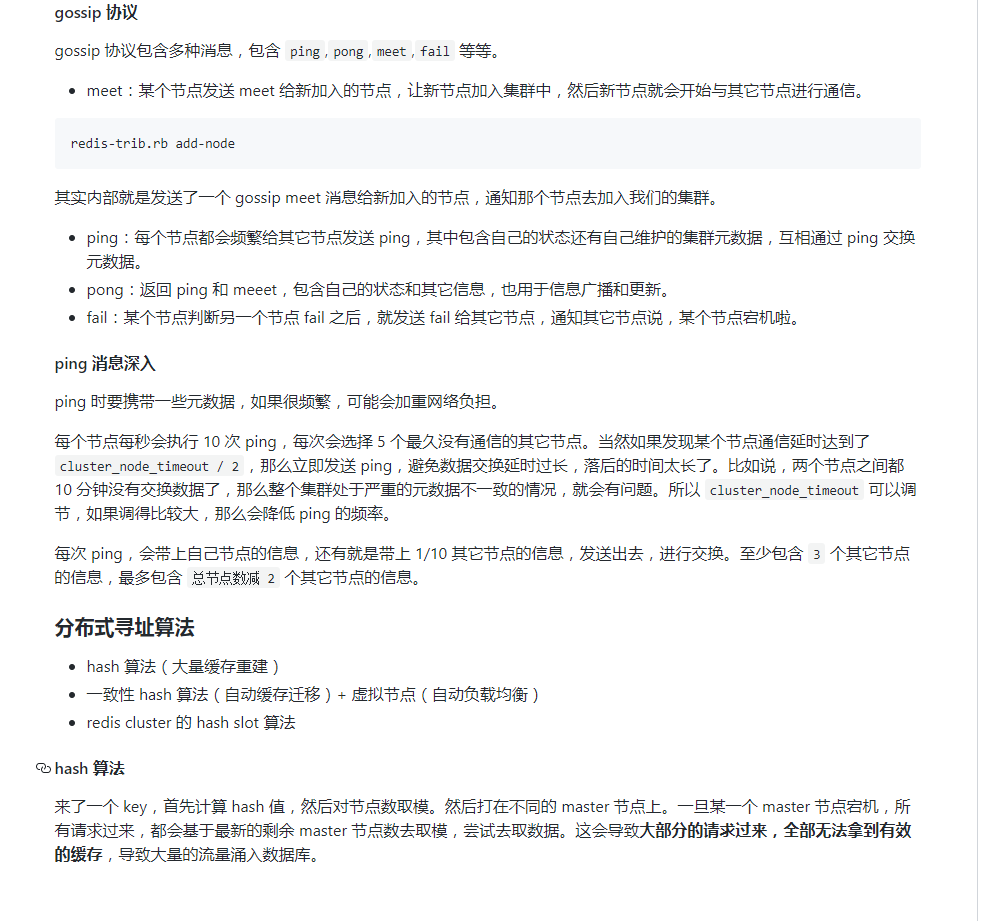 gossip 协议
gossip 协议包含多种消息，包含 ping,pong,meet,fail 等等。
meet：某个节点发送 meet 给新加入的节点，让新节点加入集群中，然后新节点就会开始与其它节点进行通信。
redis-trib.rb add-node
其实内部就是发送了一个 gossip meet 消息给新加入的节点，通知那个节点去加入我们的集群。
ping：每个节点都会频繁给其它节点发送 ping，其中包含自己的状态还有自己维护的集群元数据，互相通过 ping 交换
元数据。
pong：返回 ping 和 meeet，包含自己的状态和其它信息，也用于信息广播和更新。
fail：某个节点判断另一个节点 fail 之后，就发送 fail 给其它节点，通知其它节点说，某个节点宕机啦。
ping 消息深入
ping 时要携带一些元数据，如果很频繁，可能会加重网络负担。
每个节点每秒会执行 10 次 ping，每次会选择 5 个最久没有通信的其它节点。当然如果发现某个节点通信延时达到了
cluster_node_timeout / 2 ，那么立即发送 ping，避免数据交换延时过长，落后的时间太长了。比如说，两个节点之间都
10 分钟没有交换数据了，那么整个集群处于严重的元数据不一致的情况，就会有问题。所以 cluster_node_timeout 可以调
节，如果调得比较大，那么会降低 ping 的频率。
每次 ping，会带上自己节点的信息，还有就是带上 1/10 其它节点的信息，发送出去，进行交换。至少包含 3 个其它节点
的信息，最多包含 总节点数减 2 个其它节点的信息。
分布式寻址算法
hash 算法（大量缓存重建）
一致性 hash 算法（自动缓存迁移）+ 虚拟节点（自动负载均衡）
redis cluster 的 hash slot 算法
hash 算法
来了一个 key，首先计算 hash 值，然后对节点数取模。然后打在不同的 master 节点上。一旦某一个 master 节点宕机，所
有请求过来，都会基于最新的剩余 master 节点数去取模，尝试去取数据。这会导致大部分的请求过来，全部无法拿到有效
的缓存，导致大量的流量涌入数据库。